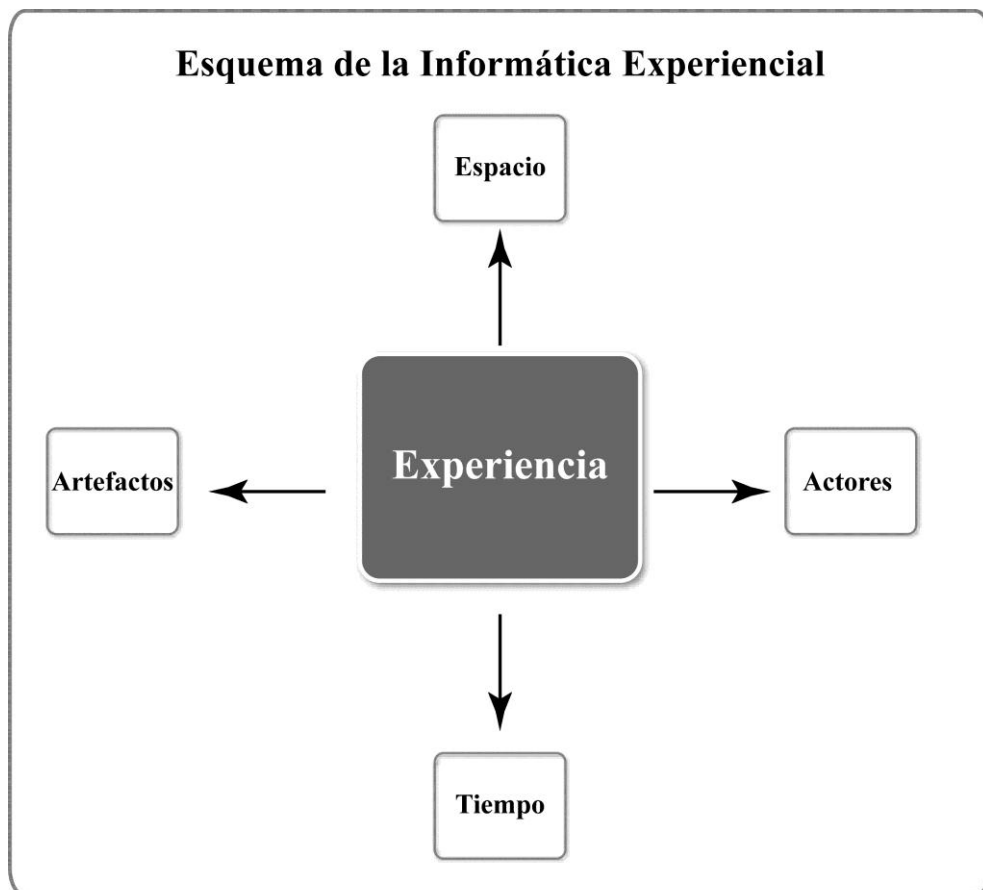 Esquema de la Informática Experiencial
Espacio
Experiencia
Artefactos
Actores
Tiempo